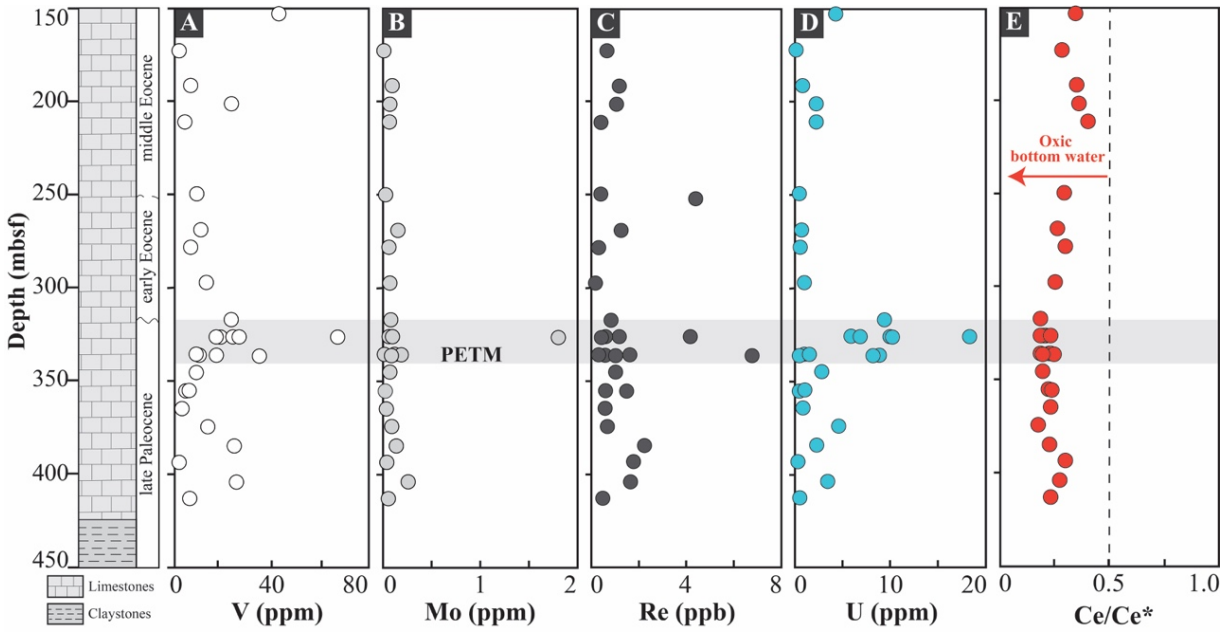 A
B
C
D
E
150
200
250
300
350
400
450
Depth (mbsf)
middle Eocene
early Eocene
late Paleocene
Oxic
bottom water
PETM
0 40 80
0 1 2
0 4 8
0 10 20
0 0.5 1.0
V (ppm)
Mo (ppm)
Re (ppb)
U (ppm)
Ce/Ce*
Limestones
Claystones